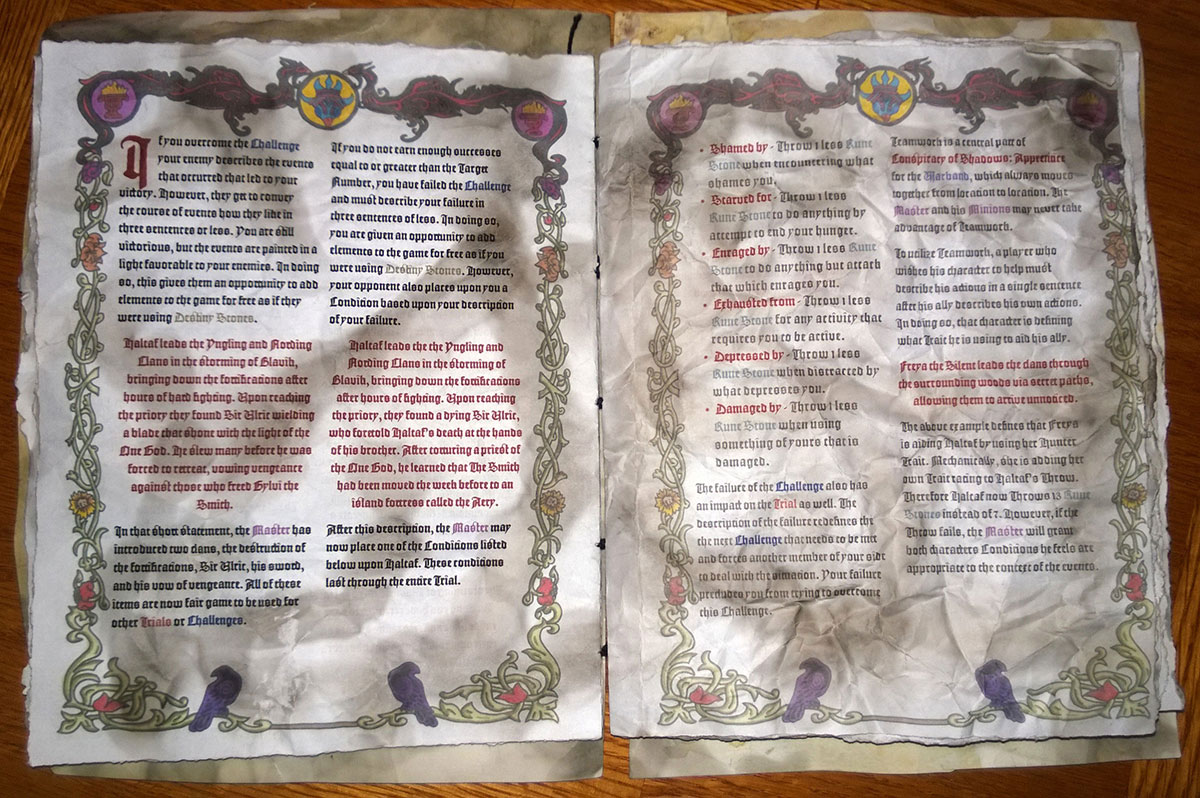 If you overcome the Challenge
your enemy describes the events
that occurred that led to your
victory. However, they get to convey
the course of events how they like in
three sentences or less. You are still
victorious, but the events are painted in a
light favorable to your enemies. In doing
so, this gives them an opportunity to add
elements to the game for free as if they
were using Destiny Stones.
Halfcaf leads the Yngling and Nording
Clans in the storming of Glavib,
bringing down the fortifications after
hours of hard fighting. Upon reaching
the priory they found Sir Ulric wielding
a blade that shone with the light of the
One God. He slew many before he was
forced to retreat, vowing vengeance
against those who freed Sylvi the
Smith.
In that short statement, the Master has
introduced two clans, the destruction of
the fortifications, Sir Ulric, his sword,
and his vow of vengeance. All of these
items are now fair game to be used for
other Trials or Challenges.
If you do not earn enough successes
equal to or greater than the Target
Number, you have failed the Challenge
and must describe your failure in
three sentences of less. In doing so,
you are given an opportunity to add
elements to the game for free as if you
were using Destiny Stones. However,
your opponent also places upon you a
Condition based upon your description
of your failure.
Halcaf leads the the Yngling and
Nording Clans in the storming of
Glavib, bringing down the fortifications
after hours of fighting. Upon reaching
the priory, they found a dying Sir Ulric,
who foretold Halcaf's death at the hands
of his brother. After torturing a priest of
the One God, he learned that The Smith
had been moved the week before to an
island fortress called the Aery.
After this description, the Master may
now place one of the Conditions listed
below upon Halcaf. These conditions
last through the entire Trial.
• Shamed by - Throw 1 less Rune
Stone when encountering what
shames you.
• Starved for - Throw 1 less
Rune Stone to do anything by
attempt to end your hunger.
• Enraged by - Throw 1 less Rune
Stone to do anything but attack
that which enrages you.
• Exhausted from - Throw 1 less
Rune Stone for any activity that
requires you to be active.
• Depressed by - Throw 1 less
Rune Stone when distracted by
what depresses you.
• Damaged by - Throw 1 less
Rune Stone when using
something of yours that is
damaged.
The failure of the Challenge also has
an impact on the Trial as well. The
description of the failure redefines the
the next Challenge that needs to be met
and forces another member of your side
to deal with the situation. Your failure
precludes you from trying to overcome
this Challenge.
Teamwork is a central part of
Conspiracy of Shadows: Apprentice
for the Warband, which always moves
together from location to location. The
Master and his Minions may never take
advantage of Teamwork.
To utilize Teamwork, a player who
wishes his character to help must
describe his actions in a single sentence
after his ally describes his own actions.
In doing so, that character is defining
what Trait he is using to aid his ally.
Freya the Silent leads the clans through
the surrounding woods via secret paths,
allowing them to arrive unnoticed.
The above example defines that Freya
is aiding Halcaf by using her Hunter
Trait. Mechanically, she is adding her
own Trait rating to Halcaf's Throw.
Therefore Halcaf now Throws 13 Rune
Stones instead of 7. However, if the
Throw fails, the Master will grant
both characters Conditions he feels are
appropriate to the context of the events.